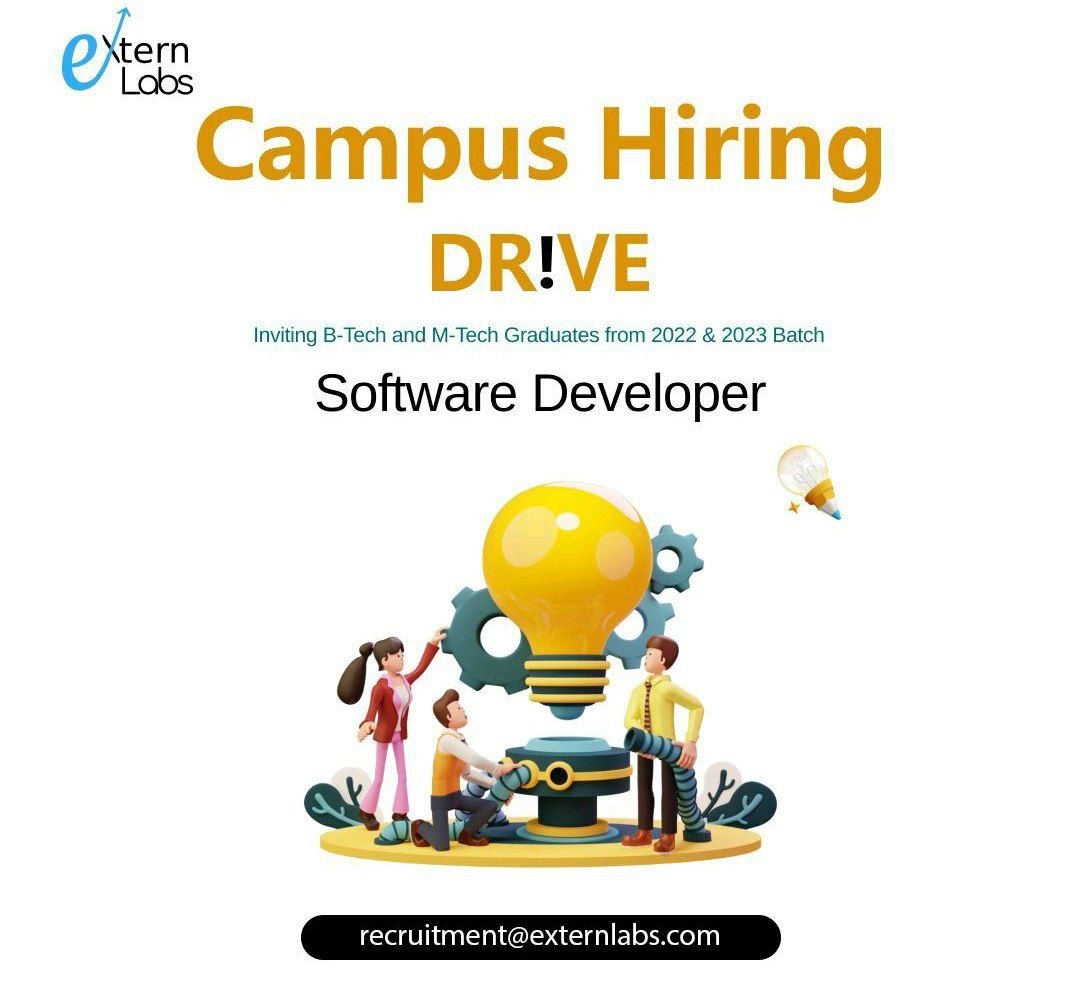 extern
Labs
Campus Hiring
DR!VE
Inviting B-Tech and M-Tech Graduates from 2022 & 2023 Batch
Software Developer
recruitment@externlabs.com